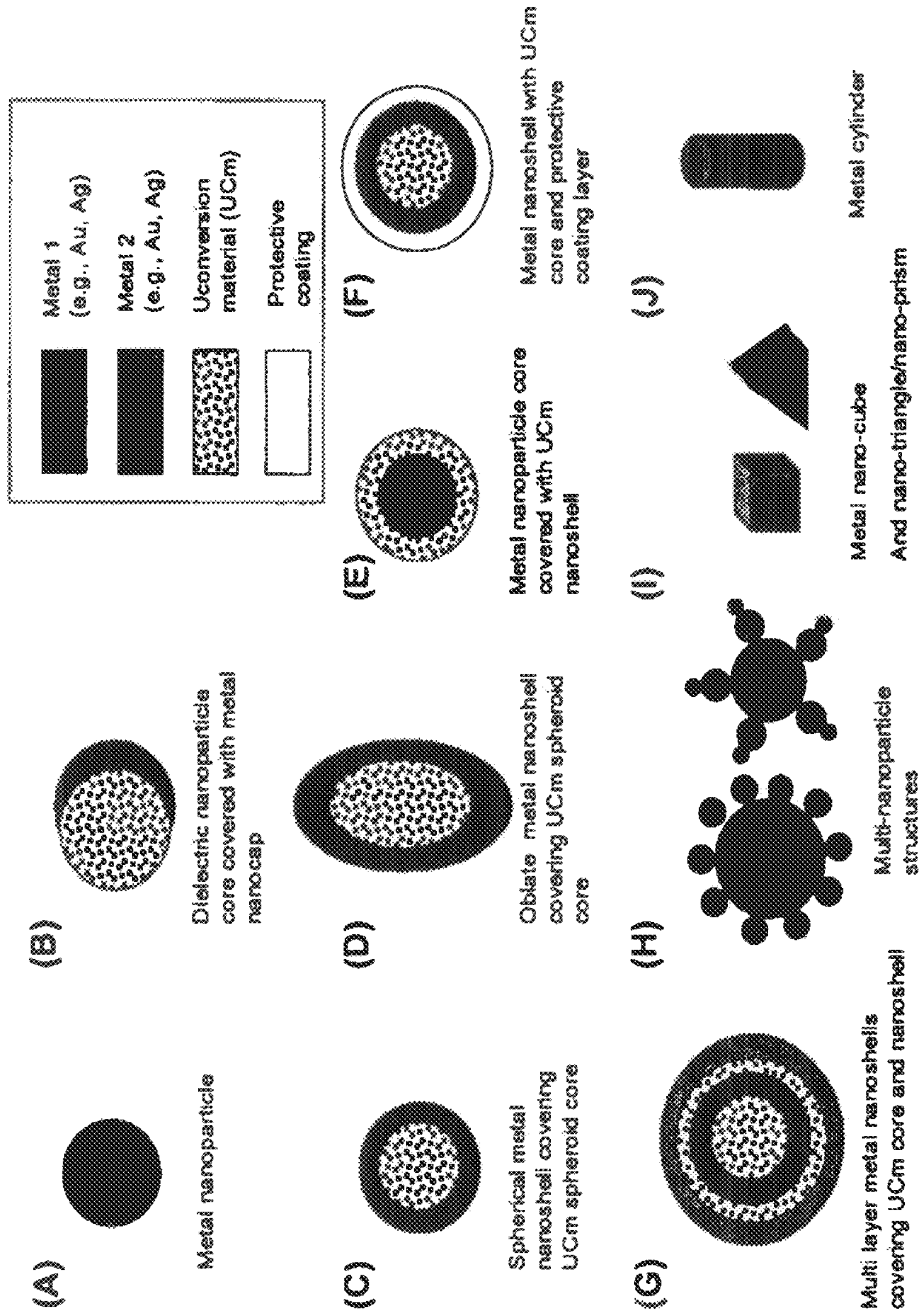 (A)
Metal nanoparticle
(B)
Dielectric nanoparticle
core covered with metal
nanocap
Metal 1
(e.g., Au, Ag)
Metal 2
(e.g., Au, Ag)
Uconversion
material (UCm)
Protective
coating
(C)
Spherical metal
nanoshell covering
UCm spheroid core
(D)
Oblate metal nanoshell
covering UCm spheroid
core
(E)
Metal nanoparticle core
covered with UCm
nanoshell
(F)
Metal nanoshell with UCm
core and protective
coating layer
(G)
Multi layer metal nanoshells
covering UCm core and nanoshell
(H)
Multi-nanoparticle
structures
(I)
Metal nano-cube
And nano-triangle/nano-prism
(J)
Metal cylinder